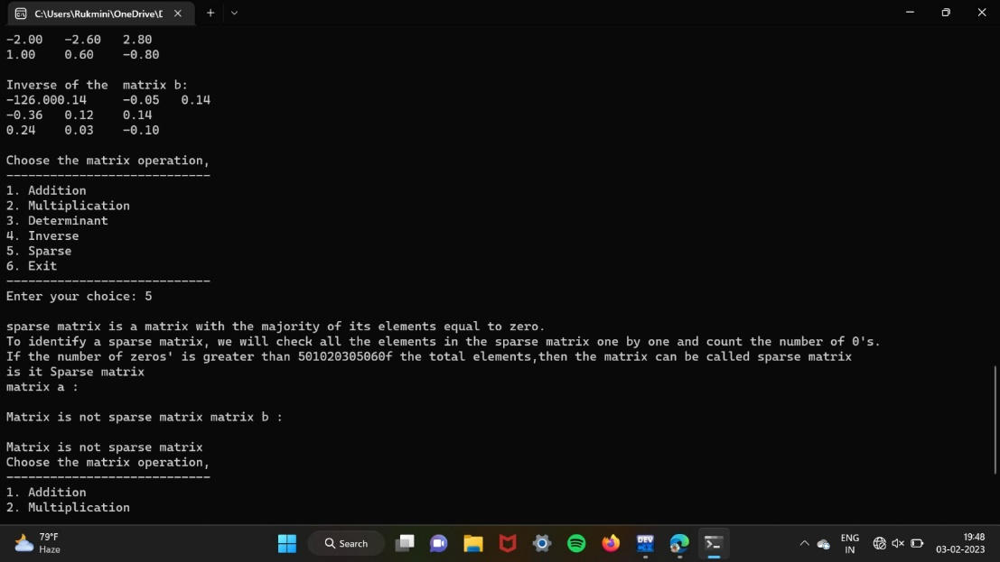 C:\Users\Rukmini\OneDrive\[
-2.00   -2.60   2.80
1.00    0.60    -0.80
Inverse of the  matrix b:
-126.000.14     -0.05   0.14
-0.36   0.12    0.14
0.24    0.03    -0.10
Choose the matrix operation,
----------------------------
1. Addition
2. Multiplication
3. Determinant
4. Inverse
5. Sparse
6. Exit
----------------------------
Enter your choice: 5
sparse matrix is a matrix with the majority of its elements equal to zero.
To identify a sparse matrix, we will check all the elements in the sparse matrix one by one and count the number of 0's.
If the number of zeros' is greater than 501020305060f the total elements,then the matrix can be called sparse matrix
is it Sparse matrix
matrix a :
Matrix is not sparse matrix matrix b :
Matrix is not sparse matrix
Choose the matrix operation,
----------------------------
1. Addition
2. Multiplication
79°F
Haze
Search
DEV
ENG
IN
19:48
03-02-2023